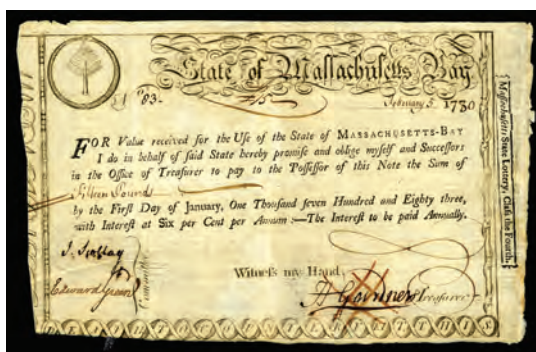 State of Massachusetts Bay
83.
February 5. 1780
FOR Value received for the Use of the State of MASSACHUSETTS-BAY
I do in behalf of said State hereby promise and oblige myself and Successors
in the Office of Treasurer to pay to the Possessor of this Note the Sum of
Fifteen Pounds
by the First Day of January, One Thousand seven Hundred and Eighty three,
with Interest at Six per Cent per Annum :—The Interest to be paid Annually.
Witness my Hand,
Edward Green
Committee
H Gardner Treasurer
Massachusetts State Lottery, Class the Fourth.